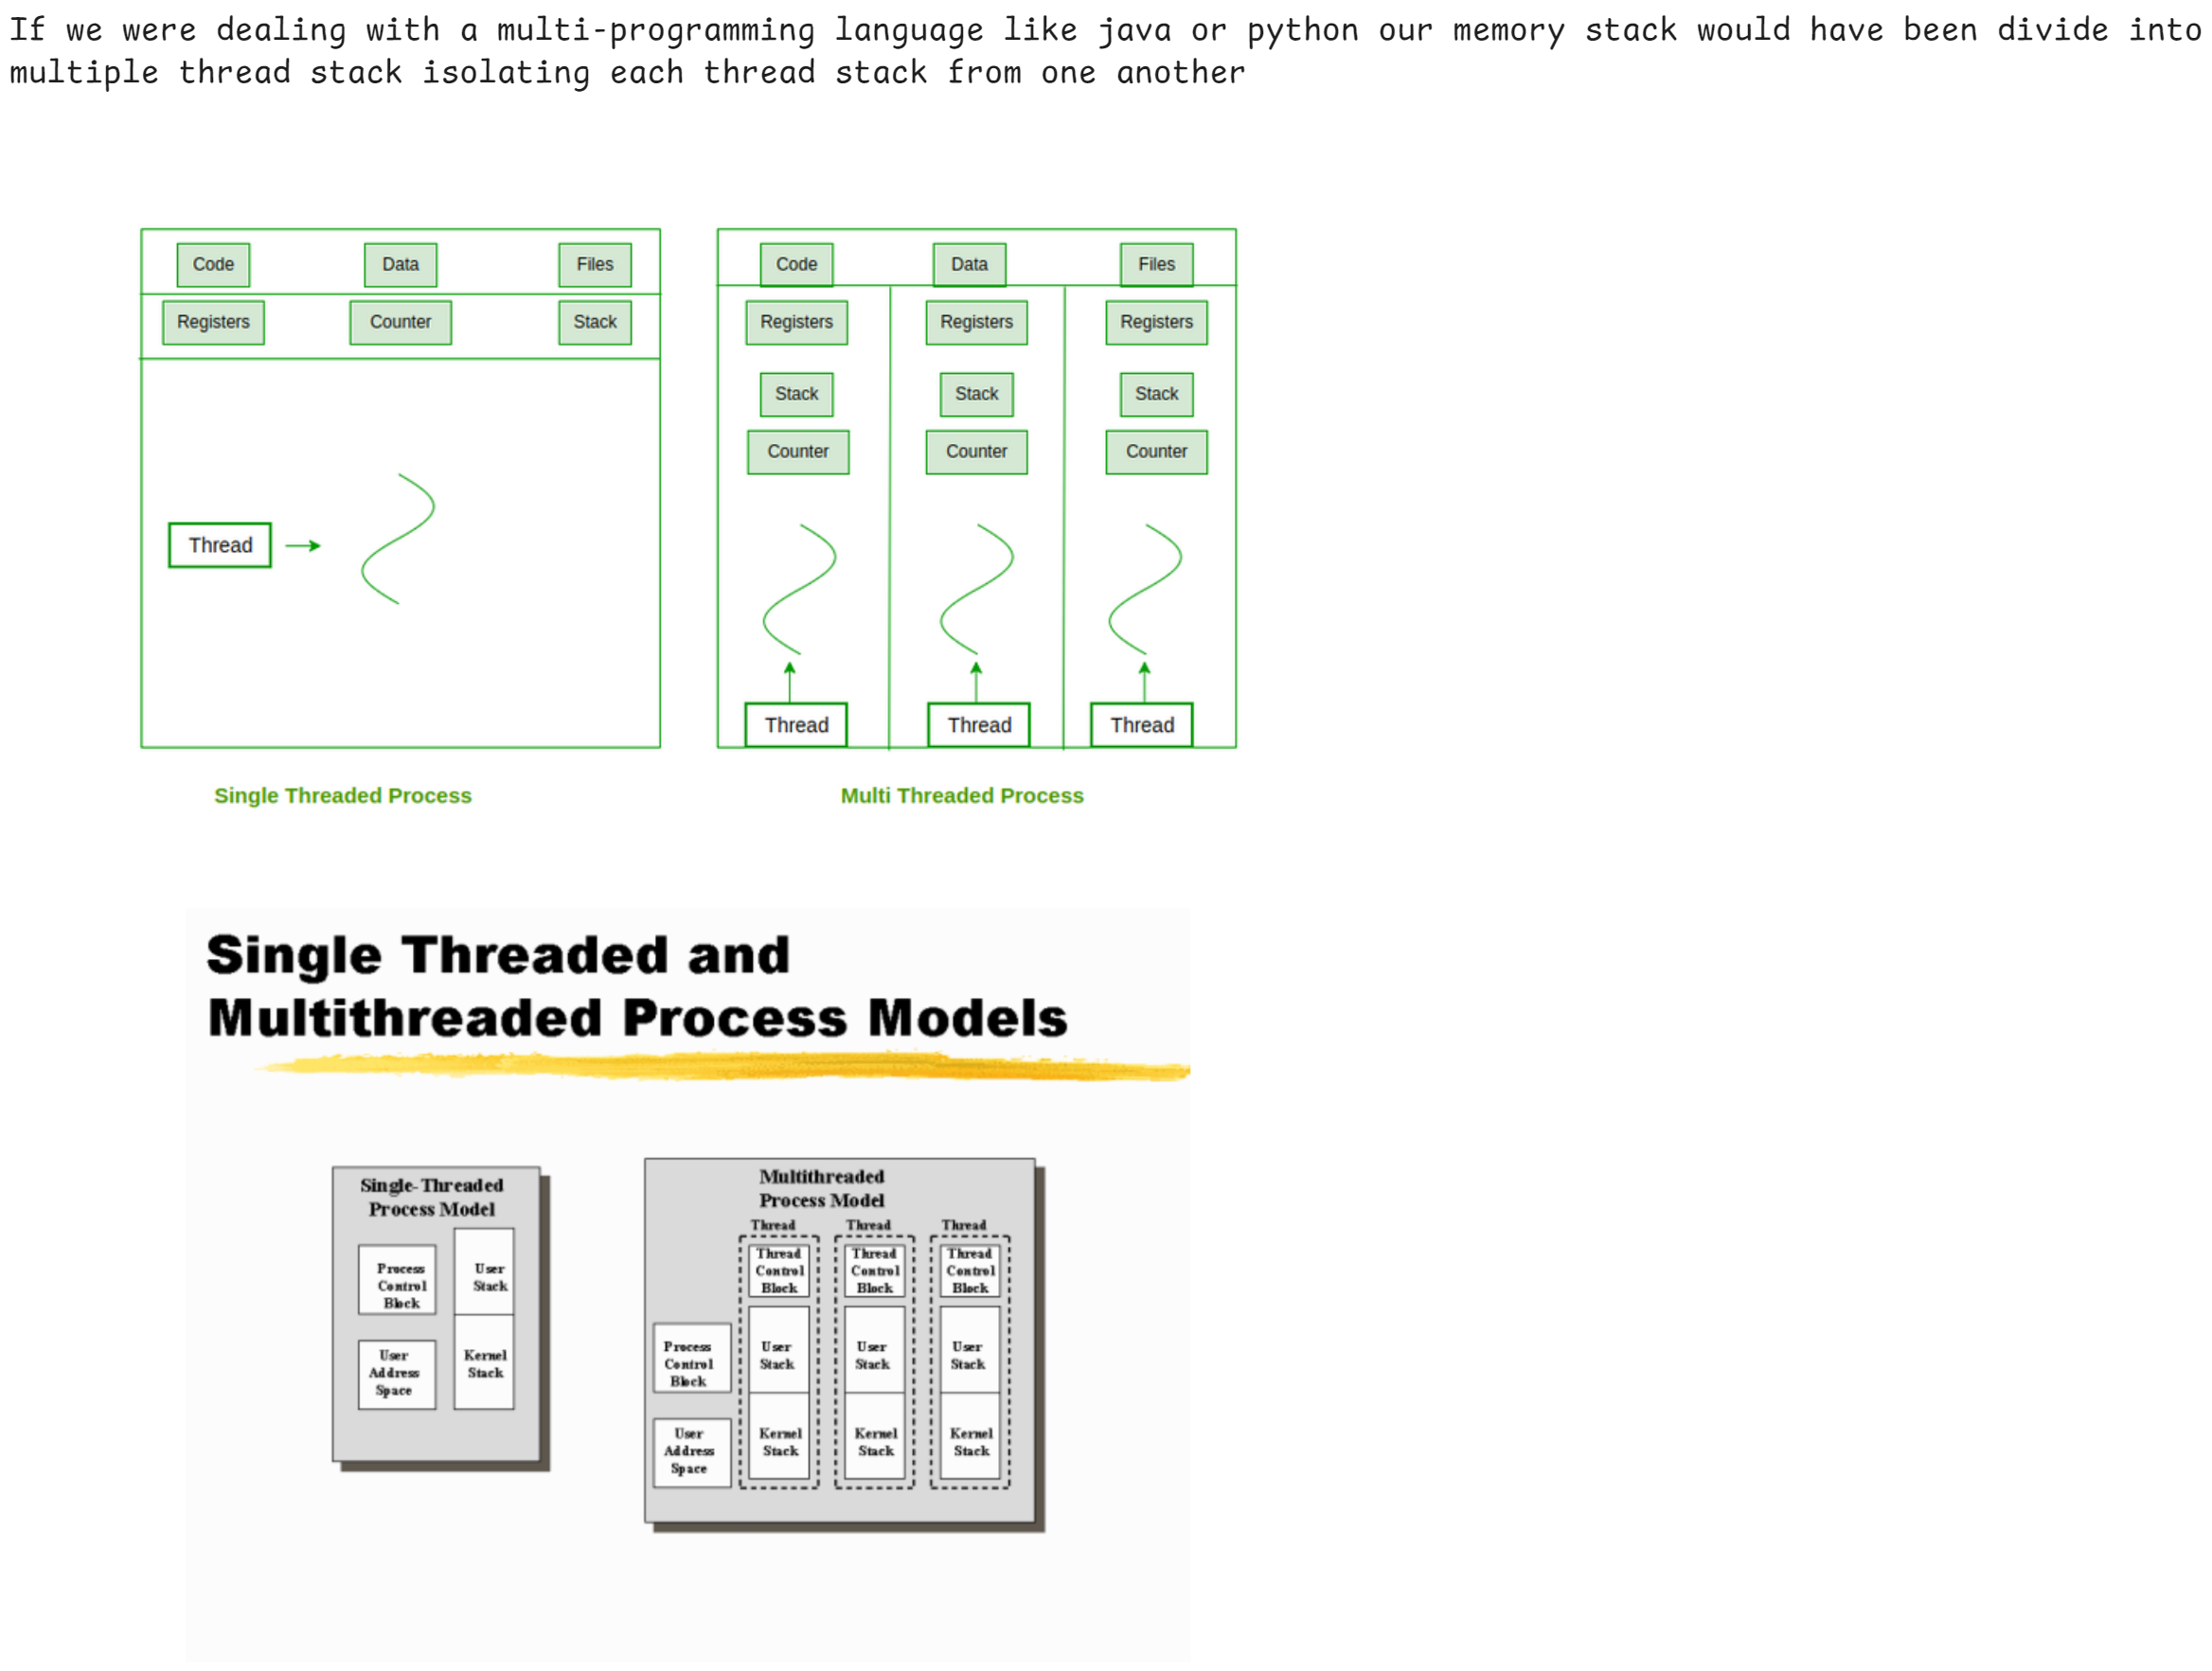 If we were dealing with a multi-programming language like java or python our memory stack would have been divide into
multiple thread stack isolating each thread stack from one another
Code Data Files
Registers Counter Stack
Thread
Single Threaded Process
Code Data Files
Registers Registers Registers
Stack Stack Stack
Counter Counter Counter
Thread Thread Thread
Multi Threaded Process
Single Threaded and
Multithreaded Process Models
Single-Threaded
Process Model
Process
Control
Block
User
Stack
User
Address
Space
Kernel
Stack
Multithreaded
Process Model
Thread Thread Thread
Thread
Control
Block
Thread
Control
Block
Thread
Control
Block
Process
Control
Block
User
Stack
User
Stack
User
Stack
User
Address
Space
Kernel
Stack
Kernel
Stack
Kernel
Stack